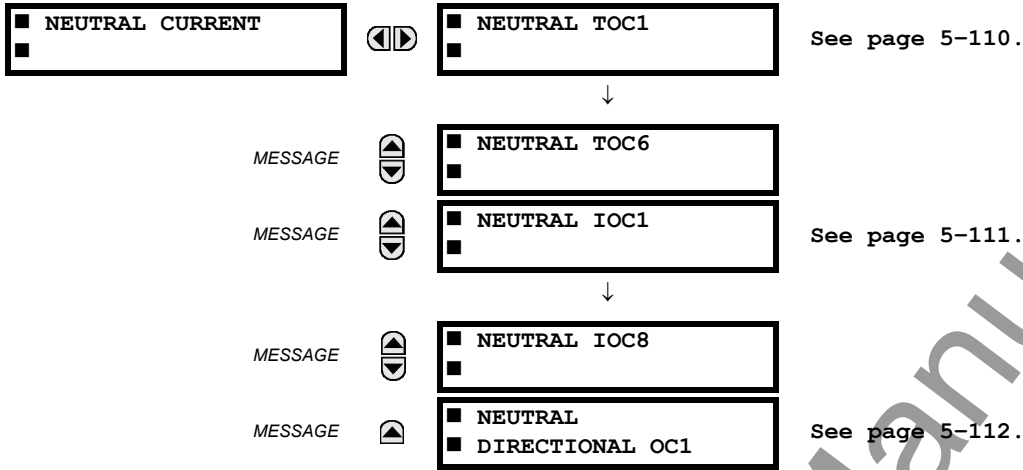 ■ NEUTRAL CURRENT
■
■ NEUTRAL TOC1
■
See page 5–110.
↓
MESSAGE
■ NEUTRAL TOC6
■
MESSAGE
■ NEUTRAL IOC1
■
See page 5–111.
↓
MESSAGE
■ NEUTRAL IOC8
■
MESSAGE
■ NEUTRAL
■ DIRECTIONAL OC1
See page 5–112.